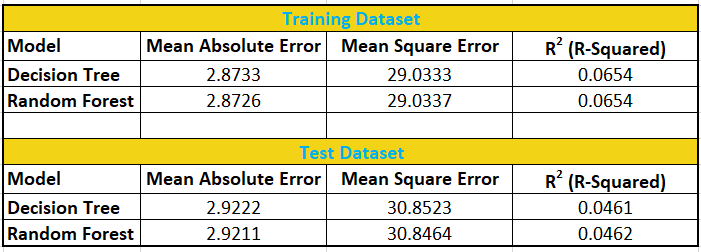 Training Dataset
Model Mean Absolute Error Mean Square Error R² (R-Squared)
Decision Tree 2.8733 29.0333 0.0654
Random Forest 2.8726 29.0337 0.0654
Test Dataset
Model Mean Absolute Error Mean Square Error R² (R-Squared)
Decision Tree 2.9222 30.8523 0.0461
Random Forest 2.9211 30.8464 0.0462